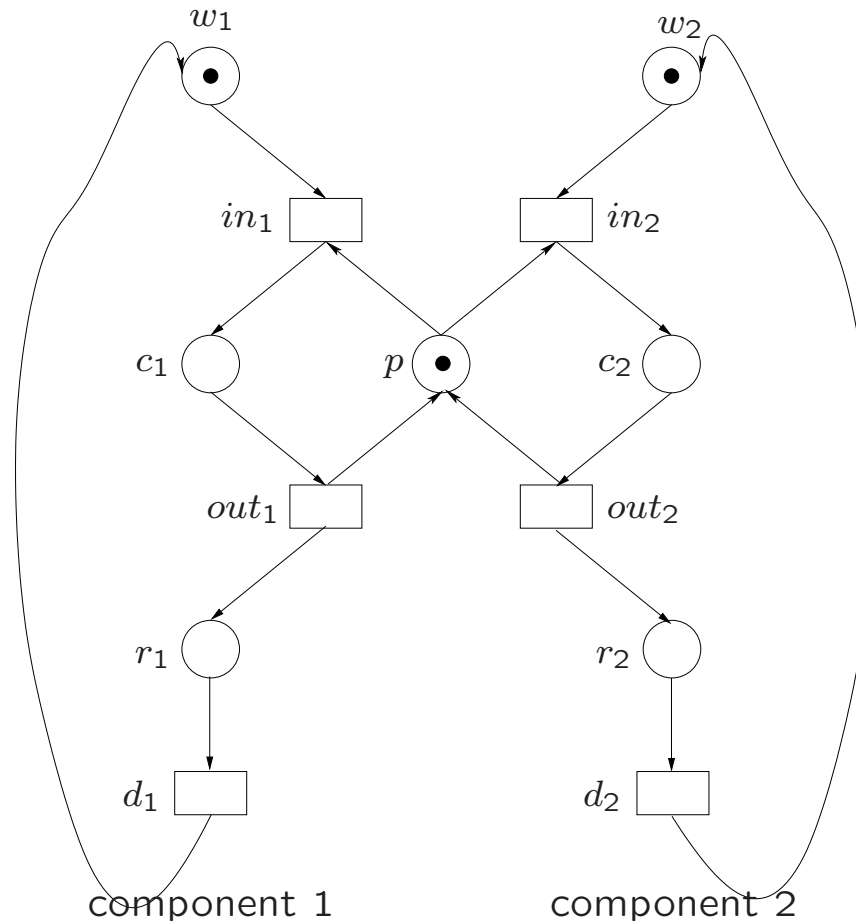 w₁ w₂
in₁ in₂
c₁ p c₂
out₁ out₂
r₁ r₂
d₁ d₂
component 1 component 2